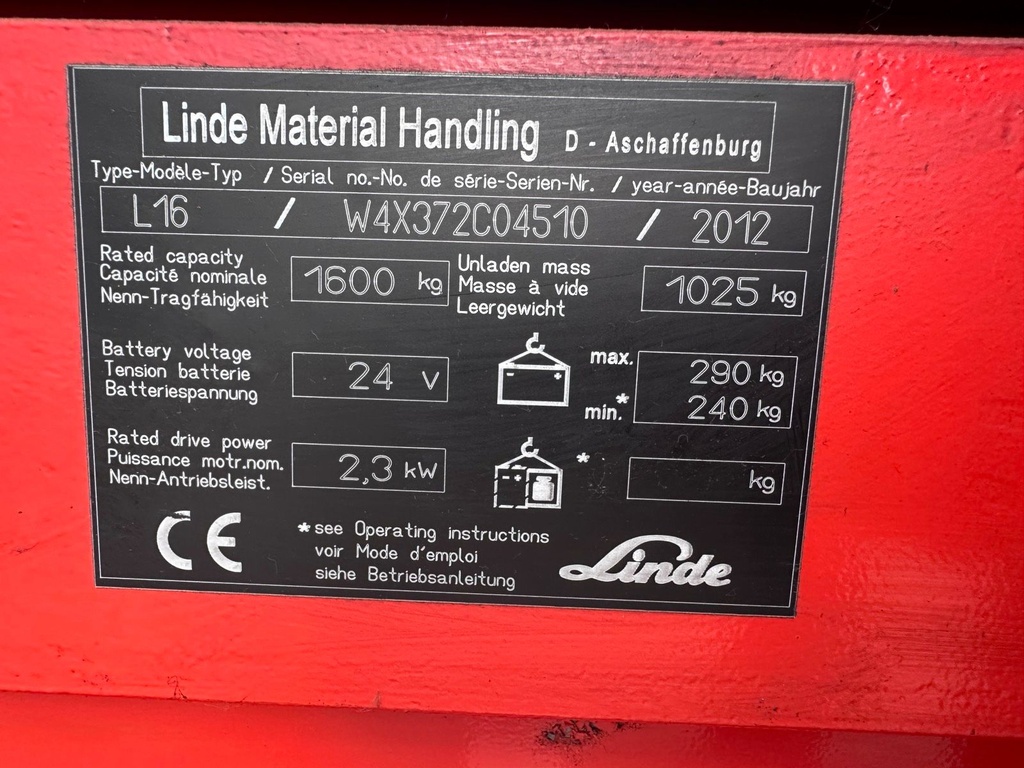 Linde Material Handling D - Aschaffenburg
Type-Modèle-Typ / Serial no.-No. de série-Serien-Nr. / year-année-Baujahr
L16 / W4X372C04510 / 2012
Rated capacity
Capacité nominale
Nenn-Tragfähigkeit
1600 kg
Unladen mass
Masse à vide
Leergewicht
1025 kg
Battery voltage
Tension batterie
Batteriespannung
24 V
- +
max. 290 kg
min.* 240 kg
Rated drive power
Puissance motr.nom.
Nenn-Antriebsleist.
2,3 kW
- +
* kg
CE
*see Operating instructions
voir Mode d'emploi
siehe Betriebsanleitung
Linde